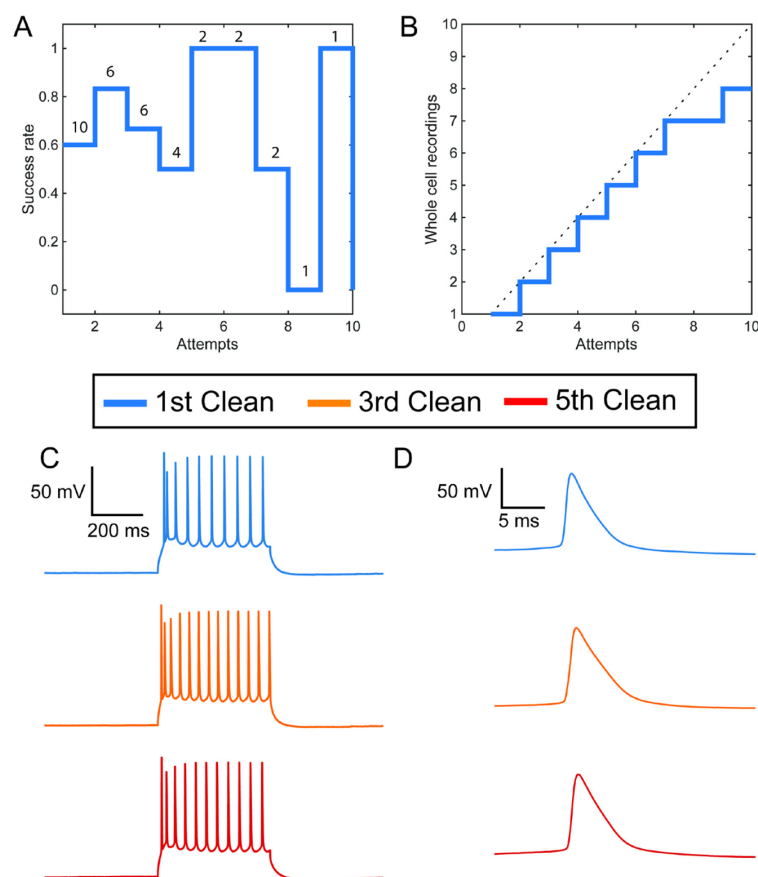 A
Success rate
1
0.8
0.6
0.4
0.2
0
10
6
6
4
2
2
2
1
1
2
4
6
8
10
Attempts
B
Whole cell recordings
10
9
8
7
6
5
4
3
2
1
0
2
4
6
8
10
Attempts
1st Clean
3rd Clean
5th Clean
C
50 mV
200 ms
D
50 mV
5 ms